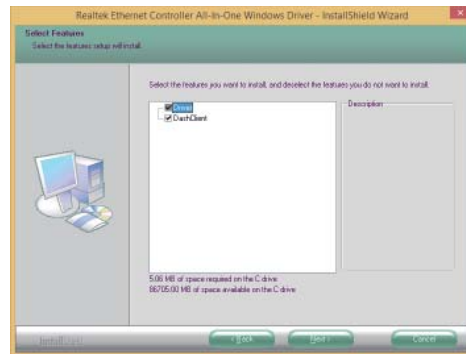 Realtek Ethernet Controller All-In-One Windows Driver - InstallShield Wizard
Select Features
Select the features setup will install.
Select the features you want to install, and deselect the features you do not want to install.
Driver
DashClient
Description
5.06 MB of space required on the C drive
86705.00 MB of space available on the C drive
InstallShield
< Back
Next >
Cancel